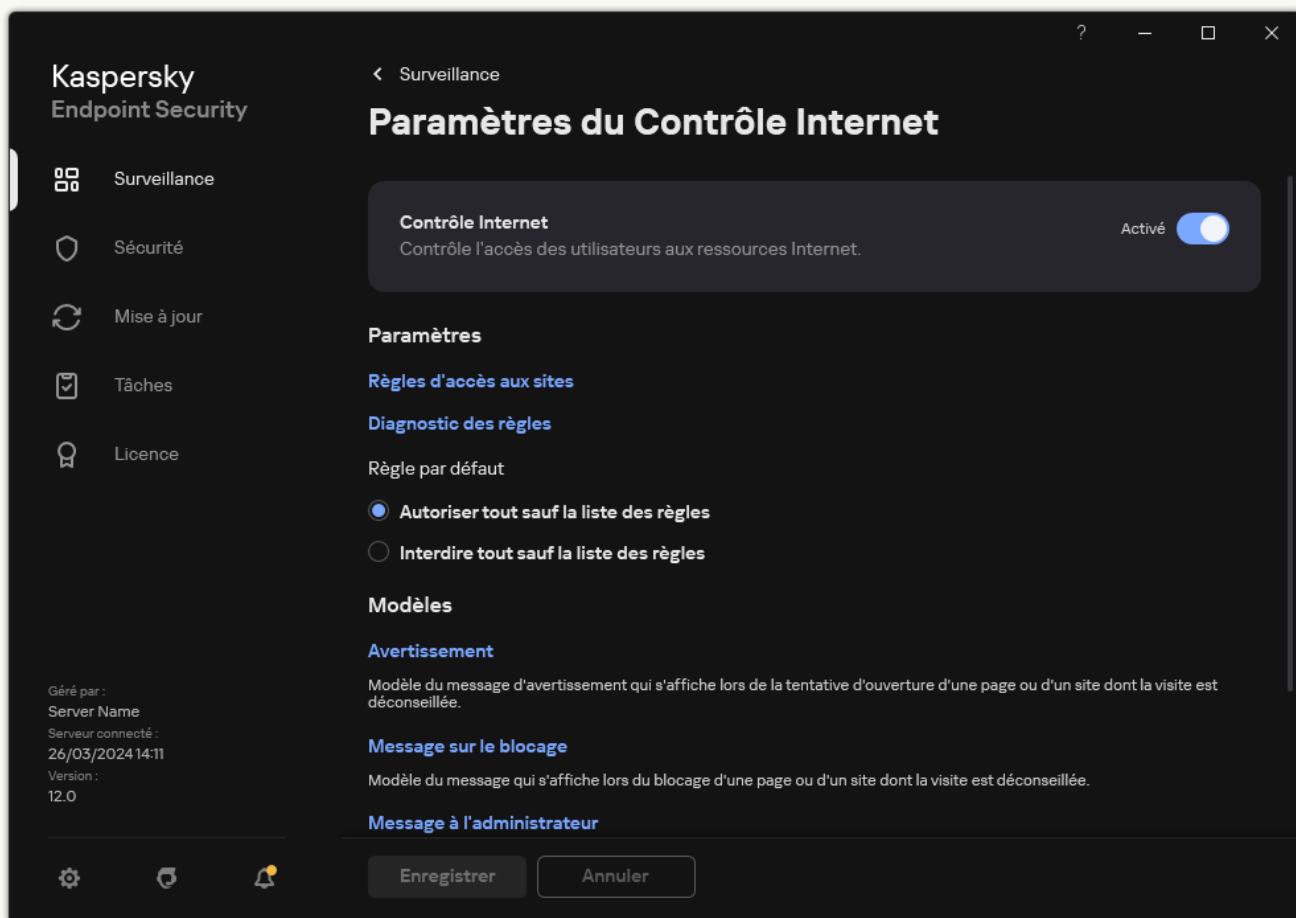 ?
Kaspersky
Endpoint Security
Surveillance
Sécurité
Mise à jour
Tâches
Licence
Géré par :
Server Name
Serveur connecté :
26/03/2024 14:11
Version :
12.0
Surveillance
Paramètres du Contrôle Internet
Contrôle Internet
Contrôle l'accès des utilisateurs aux ressources Internet.
Activé
Paramètres
Règles d'accès aux sites
Diagnostic des règles
Règle par défaut
Autoriser tout sauf la liste des règles
Interdire tout sauf la liste des règles
Modèles
Avertissement
Modèle du message d'avertissement qui s'affiche lors de la tentative d'ouverture d'une page ou d'un site dont la visite est
déconseillée.
Message sur le blocage
Modèle du message qui s'affiche lors du blocage d'une page ou d'un site dont la visite est déconseillée.
Message à l'administrateur
Enregistrer
Annuler